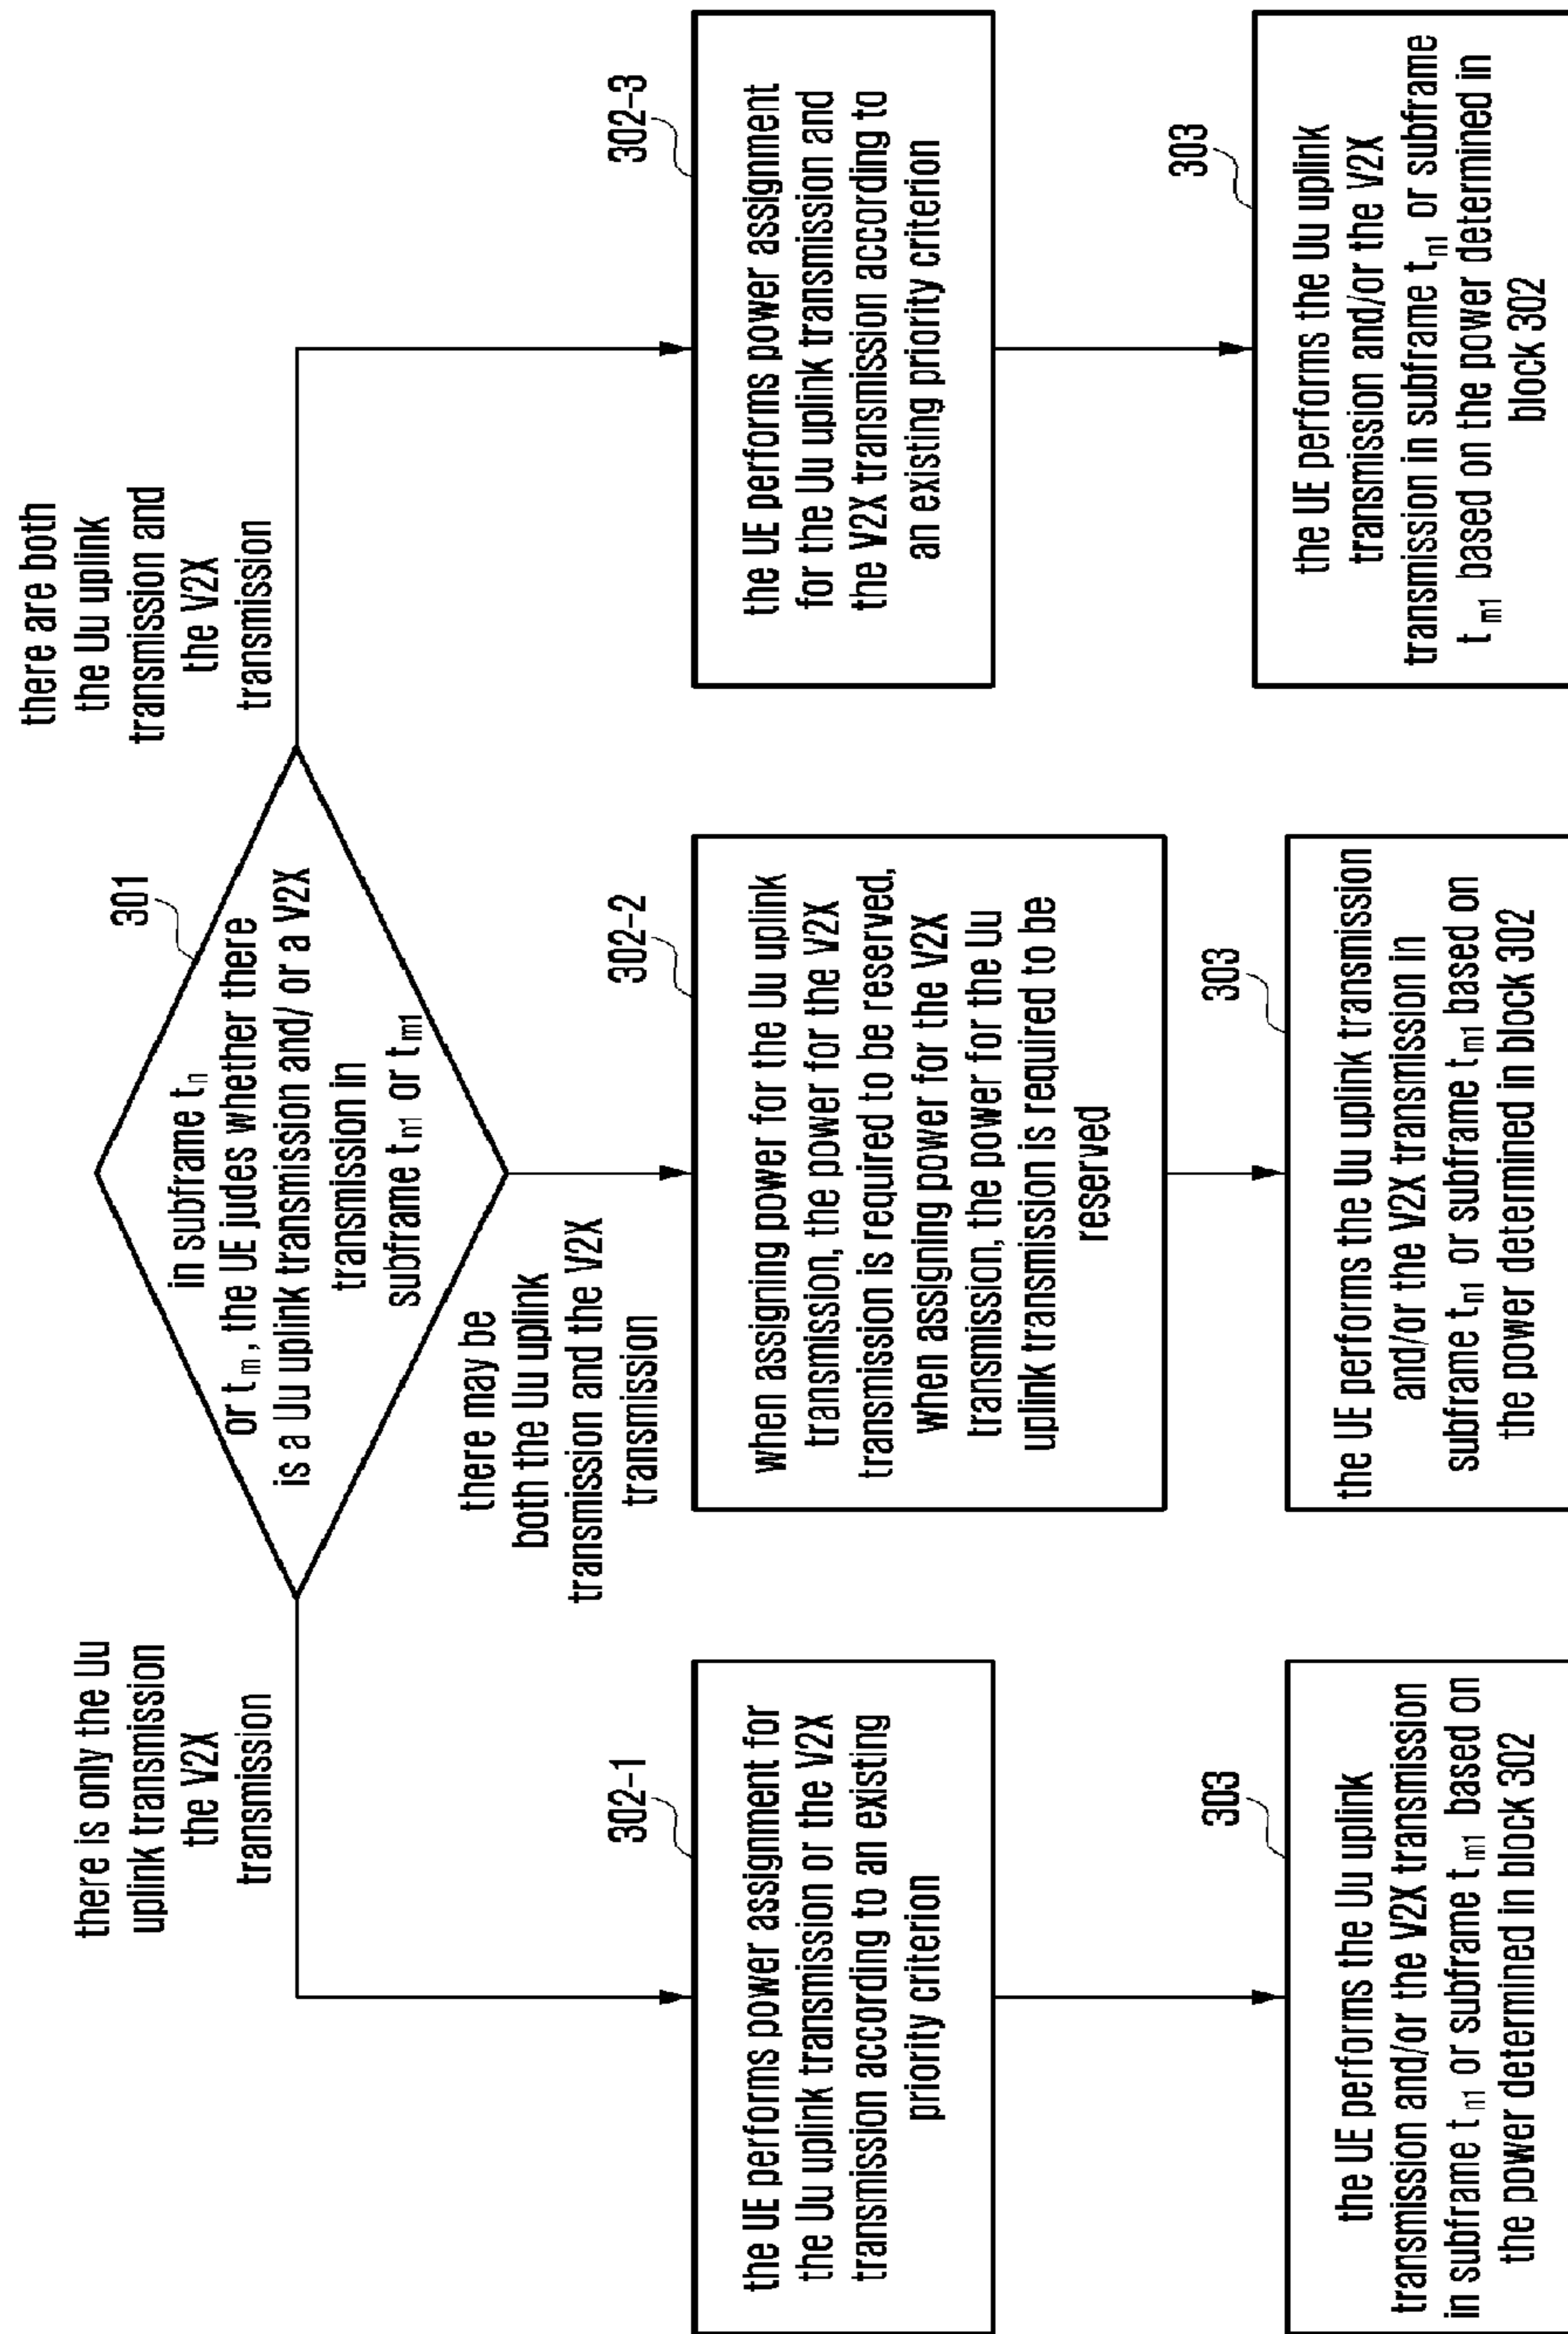 301
in subframe tn
or tm, the UE judes whether there
is a Uu uplink transmission and/ or a V2X
transmission in
subframe tn1 or tm1
there is only the Uu
uplink transmission
the V2X
transmission
there may be
both the Uu uplink
transmission and the V2X
transmission
there are both
the Uu uplink
transmission and
the V2X
transmission
302-1
the UE performs power assignment for
the Uu uplink transmission or the V2X
transmission according to an existing
priority criterion
302-2
when assigning power for the Uu uplink
transmission, the power for the V2X
transmission is required to be reserved,
when assigning power for the V2X
transmission, the power for the Uu
uplink transmission is required to be
reserved
302-3
the UE performs power assignment
for the Uu uplink transmission and
the V2X transmission according to
an existing priority criterion
303
the UE performs the Uu uplink
transmission and/or the V2X transmission
in subframe tn1 or subframe tm1 based on
the power determined in block 302
303
the UE performs the Uu uplink transmission
and/or the V2X transmission in
subframe tn1 or subframe tm1 based on
the power determined in block 302
303
the UE performs the Uu uplink
transmission and/or the V2X
transmission in subframe tn1 or subframe
tm1 based on the power determined in
block 302